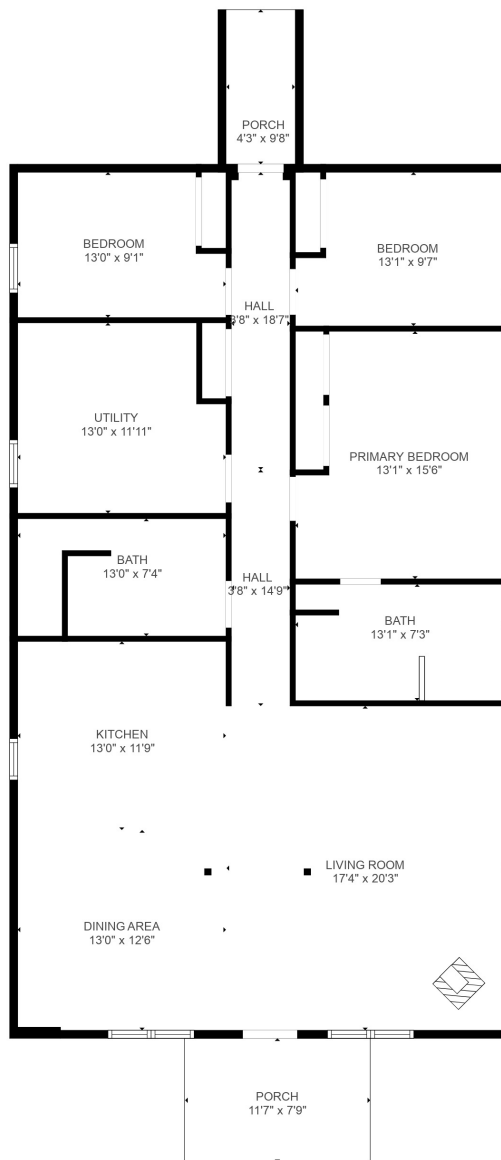 PORCH
4'3" x 9'8"
BEDROOM
13'0" x 9'1"
BEDROOM
13'1" x 9'7"
HALL
3'8" x 18'7"
UTILITY
13'0" x 11'11"
PRIMARY BEDROOM
13'1" x 15'6"
BATH
13'0" x 7'4"
HALL
3'8" x 14'9"
BATH
13'1" x 7'3"
KITCHEN
13'0" x 11'9"
LIVING ROOM
17'4" x 20'3"
DINING AREA
13'0" x 12'6"
PORCH
11'7" x 7'9"